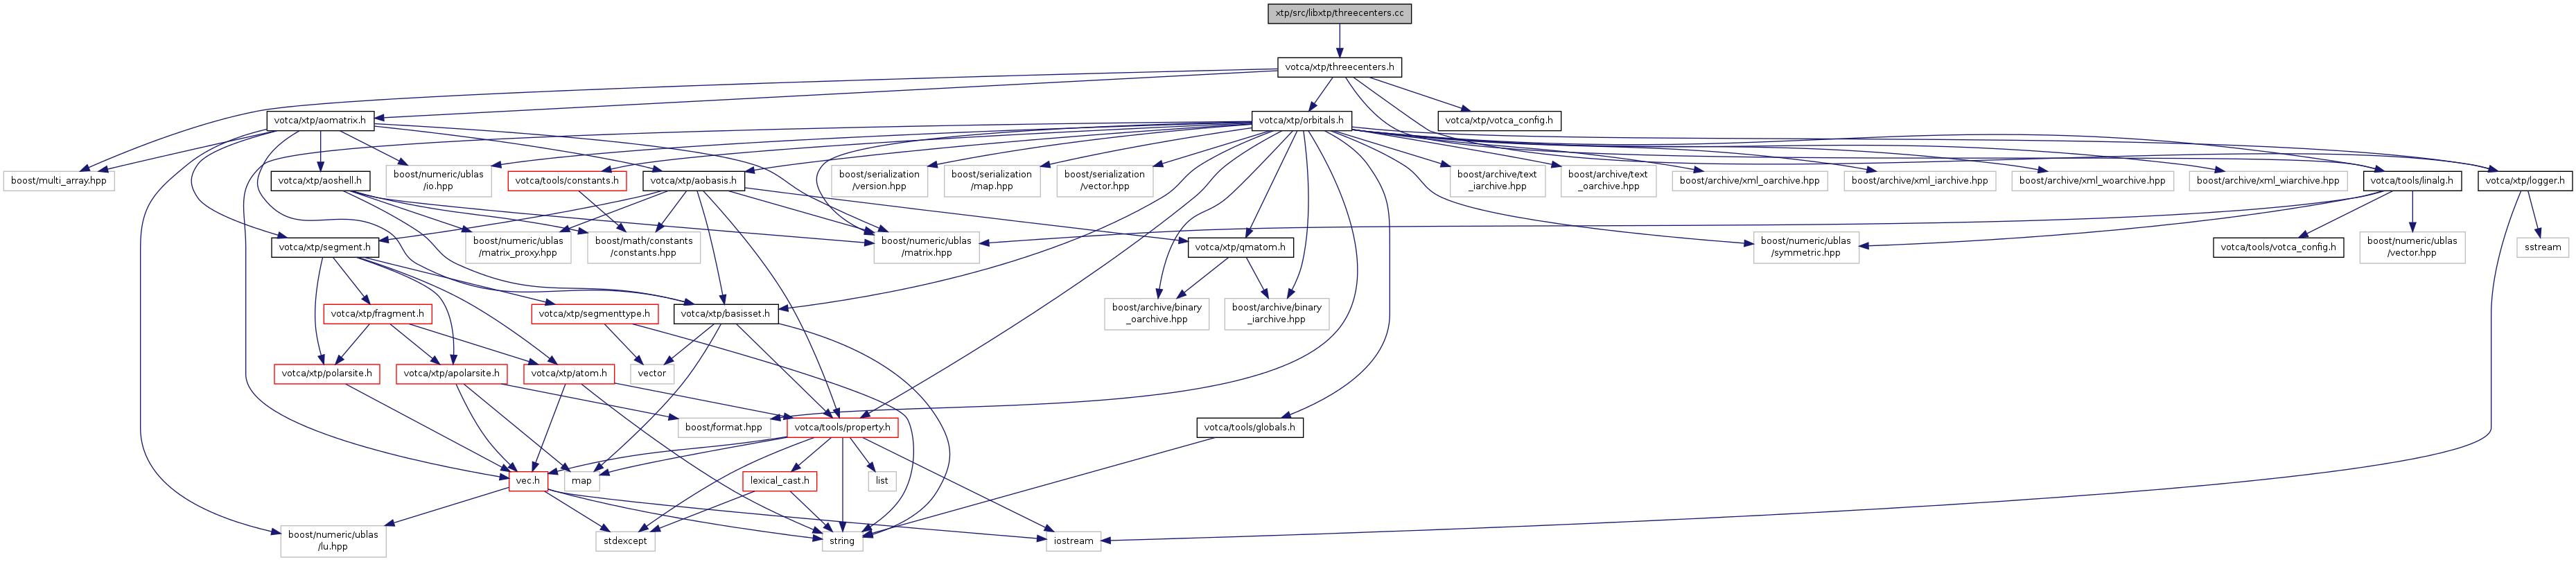 xtp/src/libxtp/threecenters.cc
votca/xtp/threecenters.h
votca/xtp/aomatrix.h
votca/xtp/orbitals.h
votca/xtp/votca_config.h
boost/multi_array.hpp
votca/xtp/aoshell.h
boost/numeric/ublas
/io.hpp
votca/tools/constants.h
votca/xtp/aobasis.h
boost/serialization
/version.hpp
boost/serialization
/map.hpp
boost/serialization
/vector.hpp
boost/archive/text
_iarchive.hpp
boost/archive/text
_oarchive.hpp
boost/archive/xml_oarchive.hpp
boost/archive/xml_iarchive.hpp
boost/archive/xml_woarchive.hpp
boost/archive/xml_wiarchive.hpp
votca/tools/linalg.h
votca/xtp/logger.h
votca/xtp/segment.h
boost/numeric/ublas
/matrix_proxy.hpp
boost/math/constants
/constants.hpp
boost/numeric/ublas
/matrix.hpp
votca/xtp/qmatom.h
boost/numeric/ublas
/symmetric.hpp
votca/tools/votca_config.h
boost/numeric/ublas
/vector.hpp
sstream
votca/xtp/fragment.h
votca/xtp/segmenttype.h
votca/xtp/basisset.h
boost/archive/binary
_oarchive.hpp
boost/archive/binary
_iarchive.hpp
votca/xtp/polarsite.h
votca/xtp/apolarsite.h
votca/xtp/atom.h
vector
boost/format.hpp
votca/tools/property.h
votca/tools/globals.h
vec.h
map
lexical_cast.h
list
boost/numeric/ublas
/lu.hpp
stdexcept
string
iostream